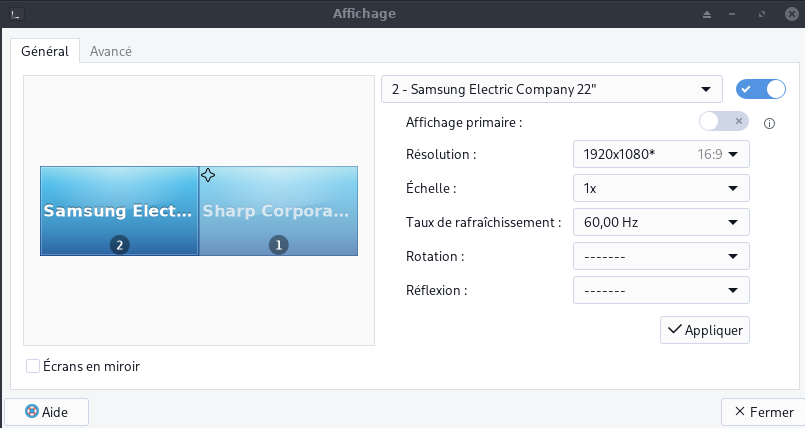 Affichage
Général
Avancé
Samsung Elect...
2
Sharp Corpora...
1
Écrans en miroir
2 - Samsung Electric Company 22"
Affichage primaire :
Résolution :
1920x1080*
16:9
Échelle :
1x
Taux de rafraîchissement :
60,00 Hz
Rotation :
-------
Réflexion :
-------
Appliquer
Aide
Fermer